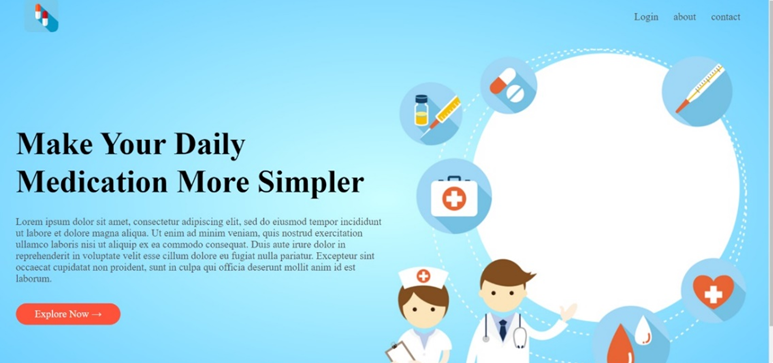 Login about contact
Make Your Daily
Medication More Simpler
Lorem ipsum dolor sit amet, consectetur adipiscing elit, sed do eiusmod tempor incididunt
ut labore et dolore magna aliqua. Ut enim ad minim veniam, quis nostrud exercitation
ullamco laboris nisi ut aliquip ex ea commodo consequat. Duis aute irure dolor in
reprehenderit in voluptate velit esse cillum dolore eu fugiat nulla pariatur. Excepteur sint
occaecat cupidatat non proident, sunt in culpa qui officia deserunt mollit anim id est
laborum.
Explore Now →